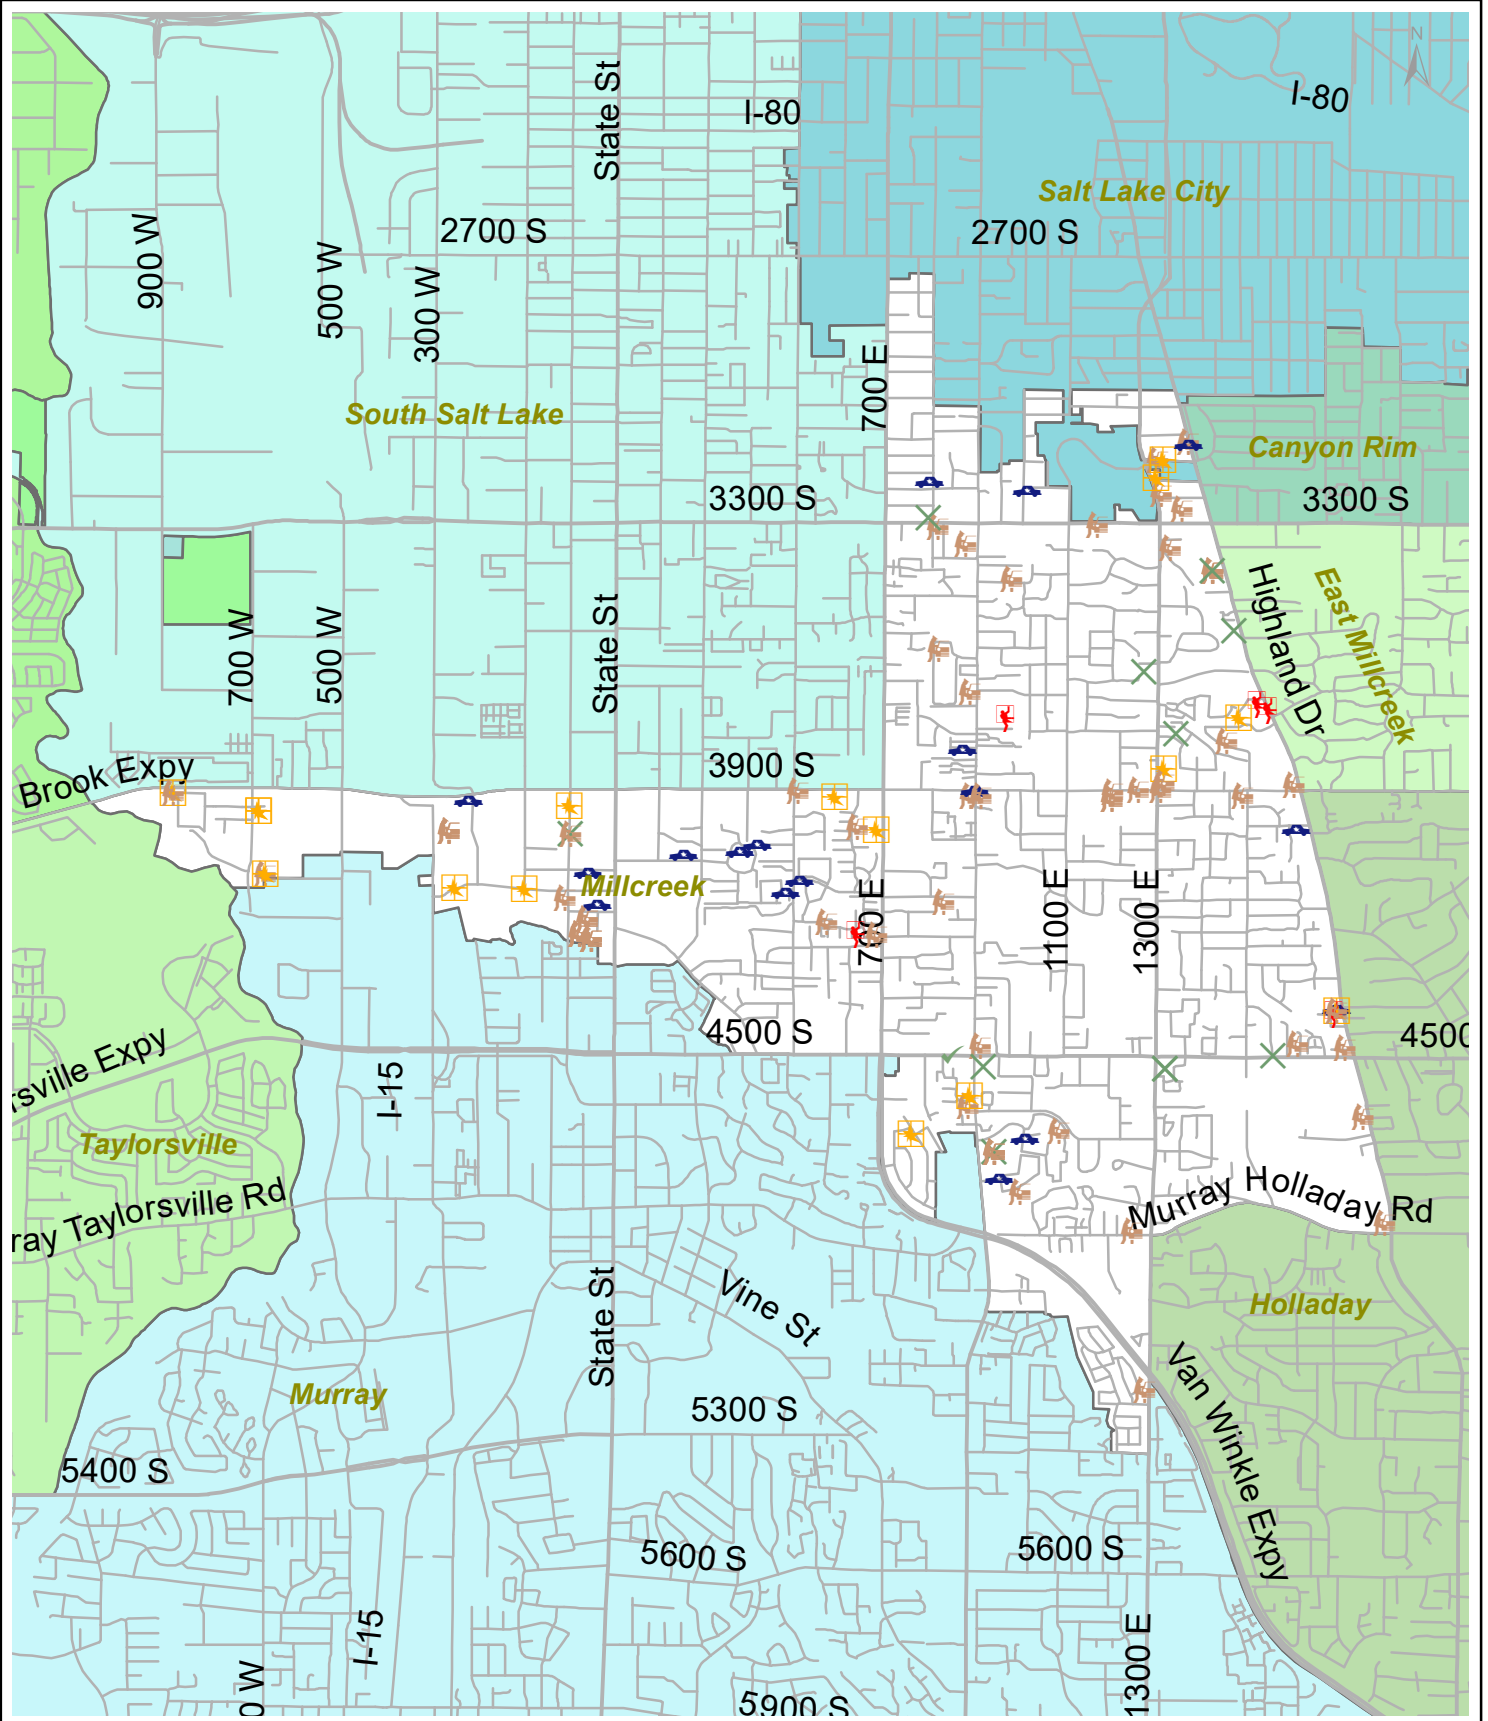 N
State St
I-80
I-80
Salt Lake City
900 W
2700 S
2700 S
500 W
300 W
700 E
South Salt Lake
Canyon Rim
3300 S
3300 S
Highland Dr
East Millcreek
700 W
500 W
State St
Brook Expy
3900 S
Millcreek
700 E
1100 E
1300 E
4500 S
4500
rsville Expy
I-15
Taylorsville
ray Taylorsville Rd
Murray Holladay Rd
State St
Vine St
Holladay
Murray
5300 S
Van Winkle Expy
5400 S
5600 S
5600 S
I-15
1300 E
0 W
5900 S